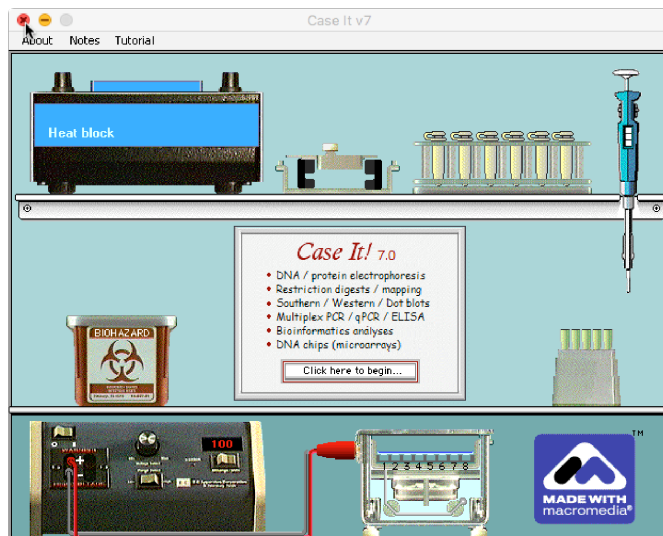 Case It v7
About Notes Tutorial
Heat block
Case It! 7.0
DNA / protein electrophoresis
Restriction digests / mapping
Southern / Western / Dot blots
Multiplex PCR / qPCR / ELISA
Bioinformatics analyses
DNA chips (microarrays)
Click here to begin...
BIOHAZARD
100
WARNING
1 2 3 4 5 6 7 8
TM
MADE WITH
macromedia®